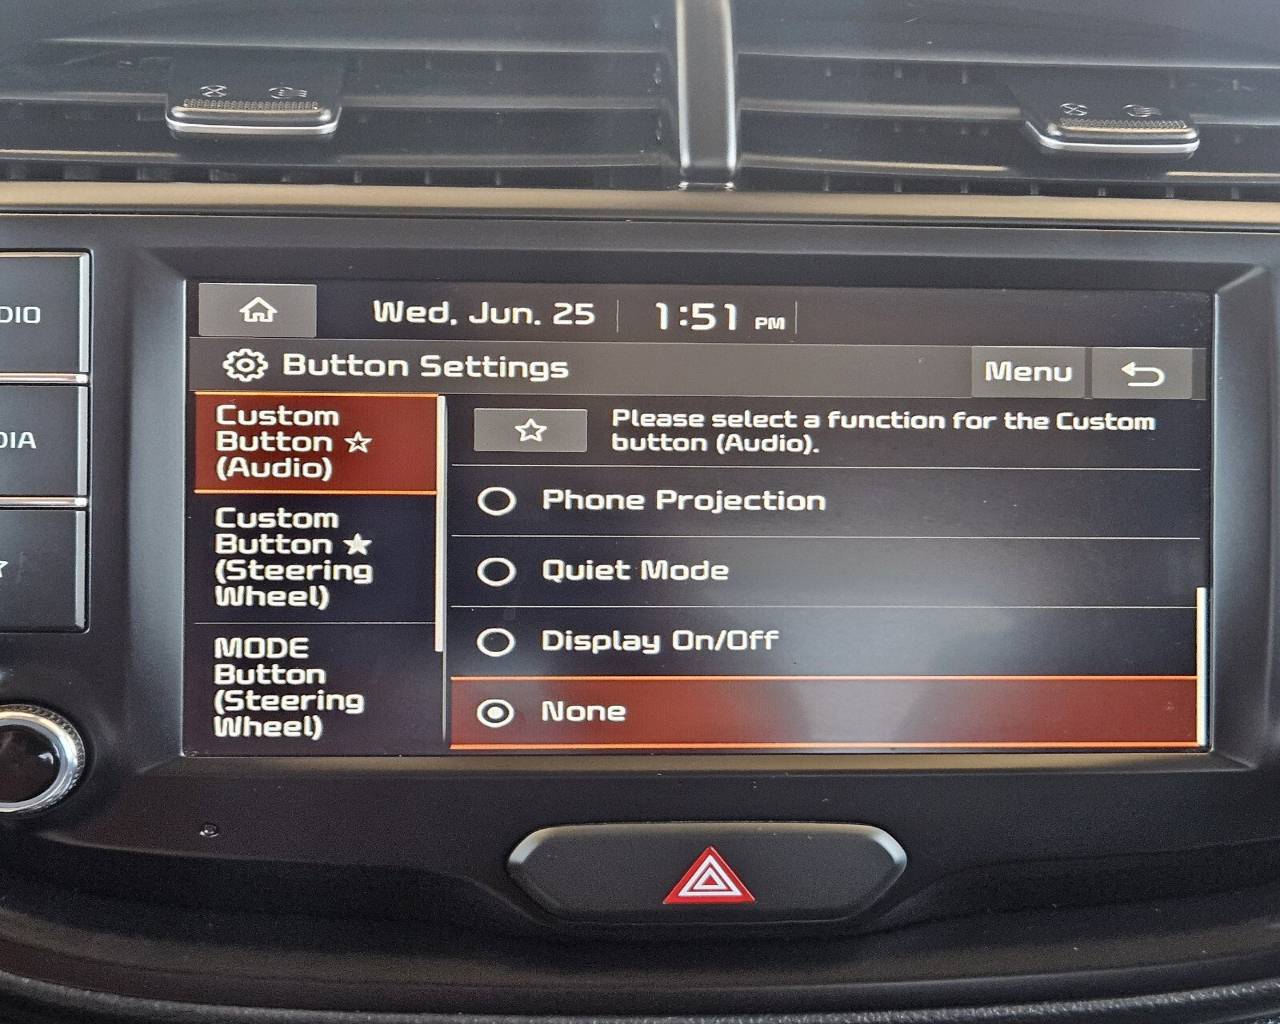 Wed, Jun. 25 1:51 PM
Button Settings Menu
Custom
Button ☆
(Audio)
Custom
Button ★
(Steering
Wheel)
MODE
Button
(Steering
Wheel)
Please select a function for the Custom
button (Audio).
Phone Projection
Quiet Mode
Display On/Off
None
DIO
DIA